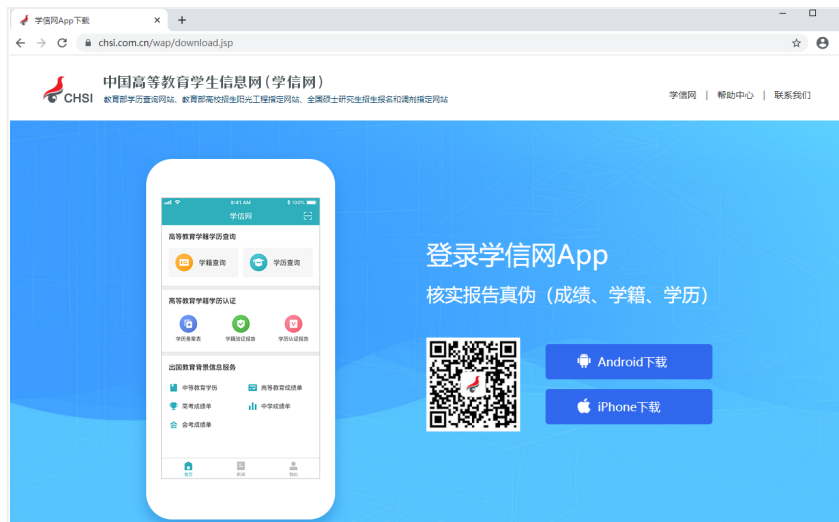 学信网App下载
chsi.com.cn/wap/download.jsp
CHSI
中国高等教育学生信息网(学信网)
教育部学历查询网站、教育部高校招生阳光工程指定网站、全国硕士研究生招生报名和调剂指定网站
学信网 | 帮助中心 | 联系我们
9:41 AM 100%
学信网
高等教育学籍学历查询
学籍查询 学历查询
高等教育学籍学历认证
学历备案表 学籍验证报告 学历认证报告
出国教育背景信息服务
中等教育学历 高等教育成绩单
高考成绩单 中学成绩单
会考成绩单
首页 我的
登录学信网App
核实报告真伪(成绩、学籍、学历)
Android下载
iPhone下载